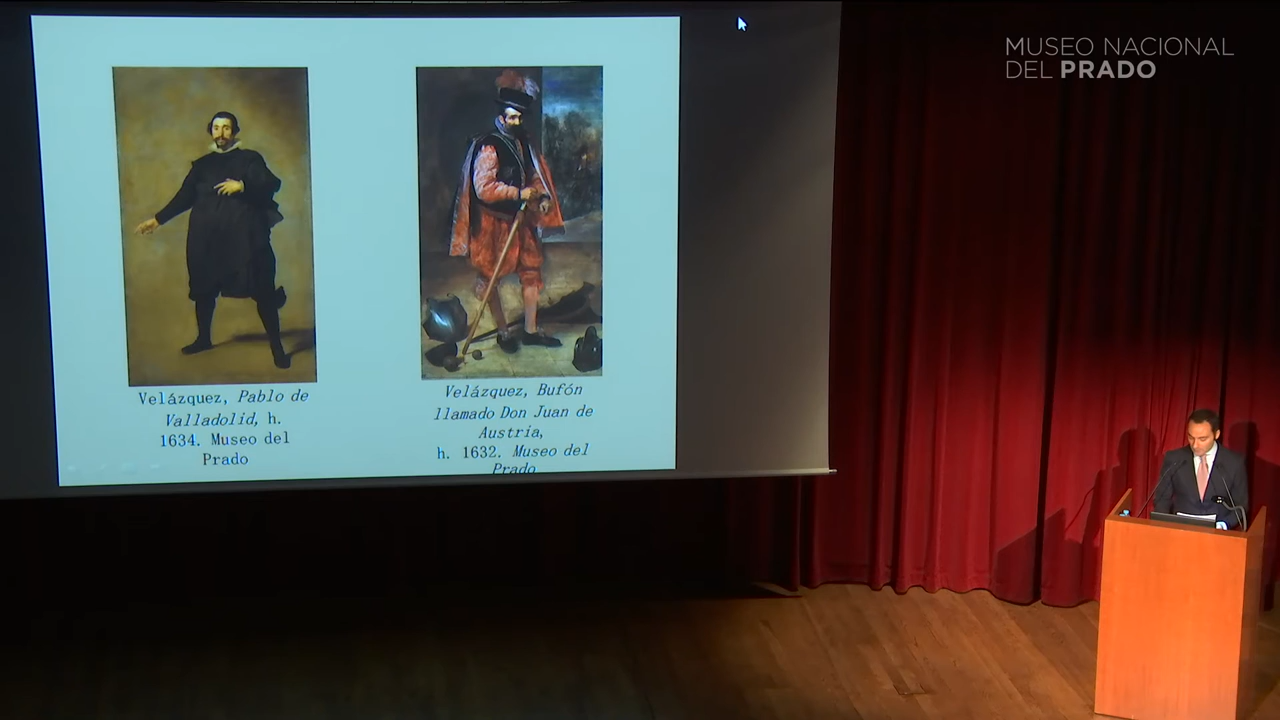 MUSEO NACIONAL
DEL PRADO
Velázquez, Pablo de
Valladolid, h.
1634. Museo del
Prado
Velázquez, Bufón
llamado Don Juan de
Austria,
h. 1632. Museo del
Prado